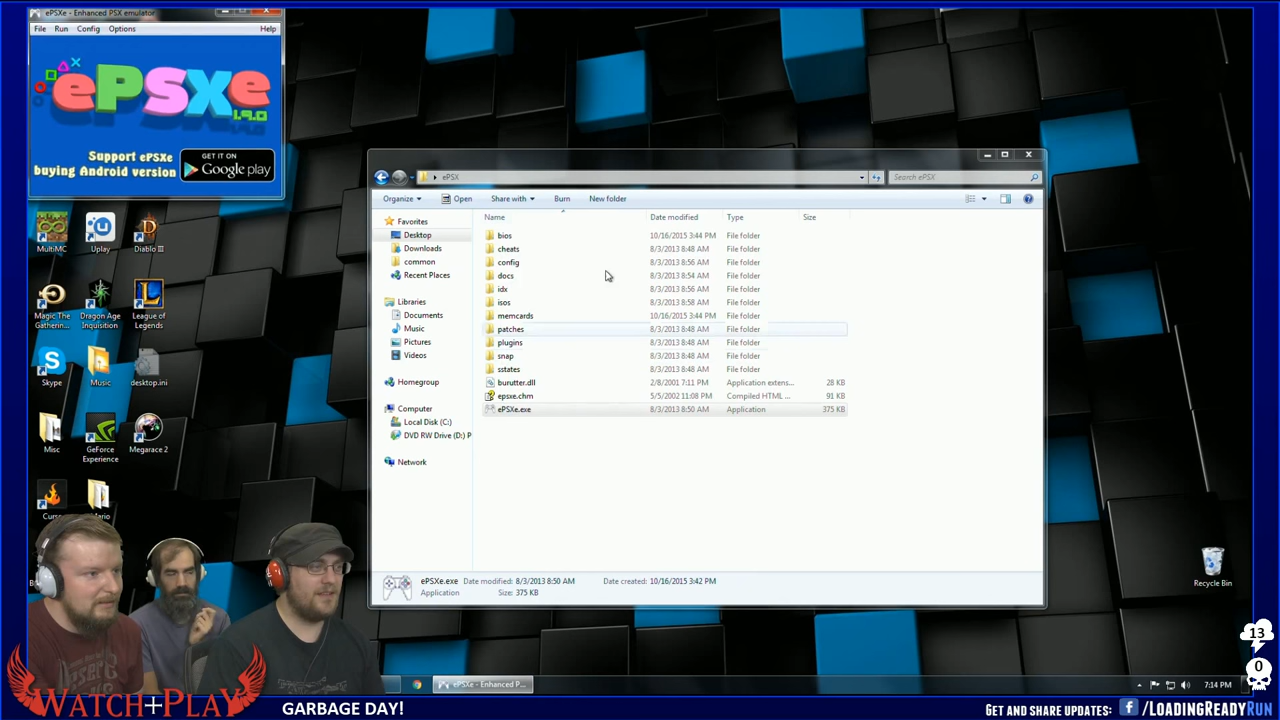 ePSXe - Enhanced PSX emulator
File Run Config Options Help
ePSXe
1.9.0
Support ePSXe
buying Android version
GET IT ON
Google play
MultiMC
Uplay
Diablo III
Magic The
Gatherin...
Dragon Age
Inquisition
League of
Legends
Skype
Music
desktop.ini
Misc
GeForce
Experience
Megarace 2
ePSX
Search ePSX
Organize Open Share with Burn New folder
Favorites
Desktop
Downloads
common
Recent Places
Libraries
Documents
Music
Pictures
Videos
Homegroup
Computer
Local Disk (C:)
DVD RW Drive (D:) P
Network
Name Date modified Type Size
bios 10/16/2015 3:44 PM File folder
cheats 8/3/2013 8:48 AM File folder
config 8/3/2013 8:56 AM File folder
docs 8/3/2013 8:54 AM File folder
idx 8/3/2013 8:56 AM File folder
isos 8/3/2013 8:58 AM File folder
memcards 10/16/2015 3:44 PM File folder
patches 8/3/2013 8:48 AM File folder
plugins 8/3/2013 8:48 AM File folder
snap 8/3/2013 8:48 AM File folder
sstates 8/3/2013 8:48 AM File folder
burutter.dll 2/8/2001 7:11 PM Application extens... 28 KB
epsxe.chm 5/5/2002 11:08 PM Compiled HTML ... 91 KB
ePSXe.exe 8/3/2013 8:50 AM Application 375 KB
ePSXe.exe Date modified: 8/3/2013 8:50 AM Date created: 10/16/2015 3:42 PM
Application Size: 375 KB
Recycle Bin
13
0
ePSXe - Enhanced P...
7:14 PM
WATCH+PLAY
GARBAGE DAY!
GET AND SHARE UPDATES: f /LOADINGREADYRUN